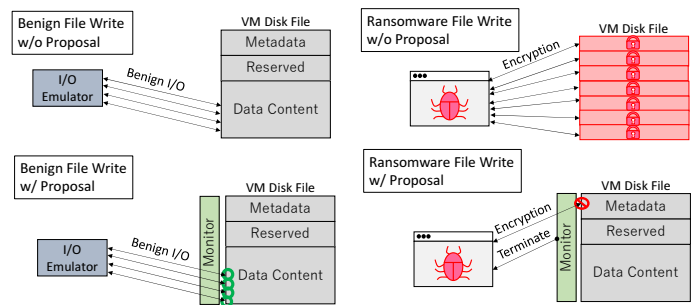 Benign File Write
w/o Proposal
VM Disk File
Metadata
Reserved
Data Content
I/O
Emulator
Benign I/O
Ransomware File Write
w/o Proposal
VM Disk File
Encryption
Benign File Write
w/ Proposal
VM Disk File
Monitor
Metadata
Reserved
Data Content
I/O
Emulator
Benign I/O
Ransomware File Write
w/ Proposal
VM Disk File
Monitor
Metadata
Reserved
Data Content
Encryption
Terminate